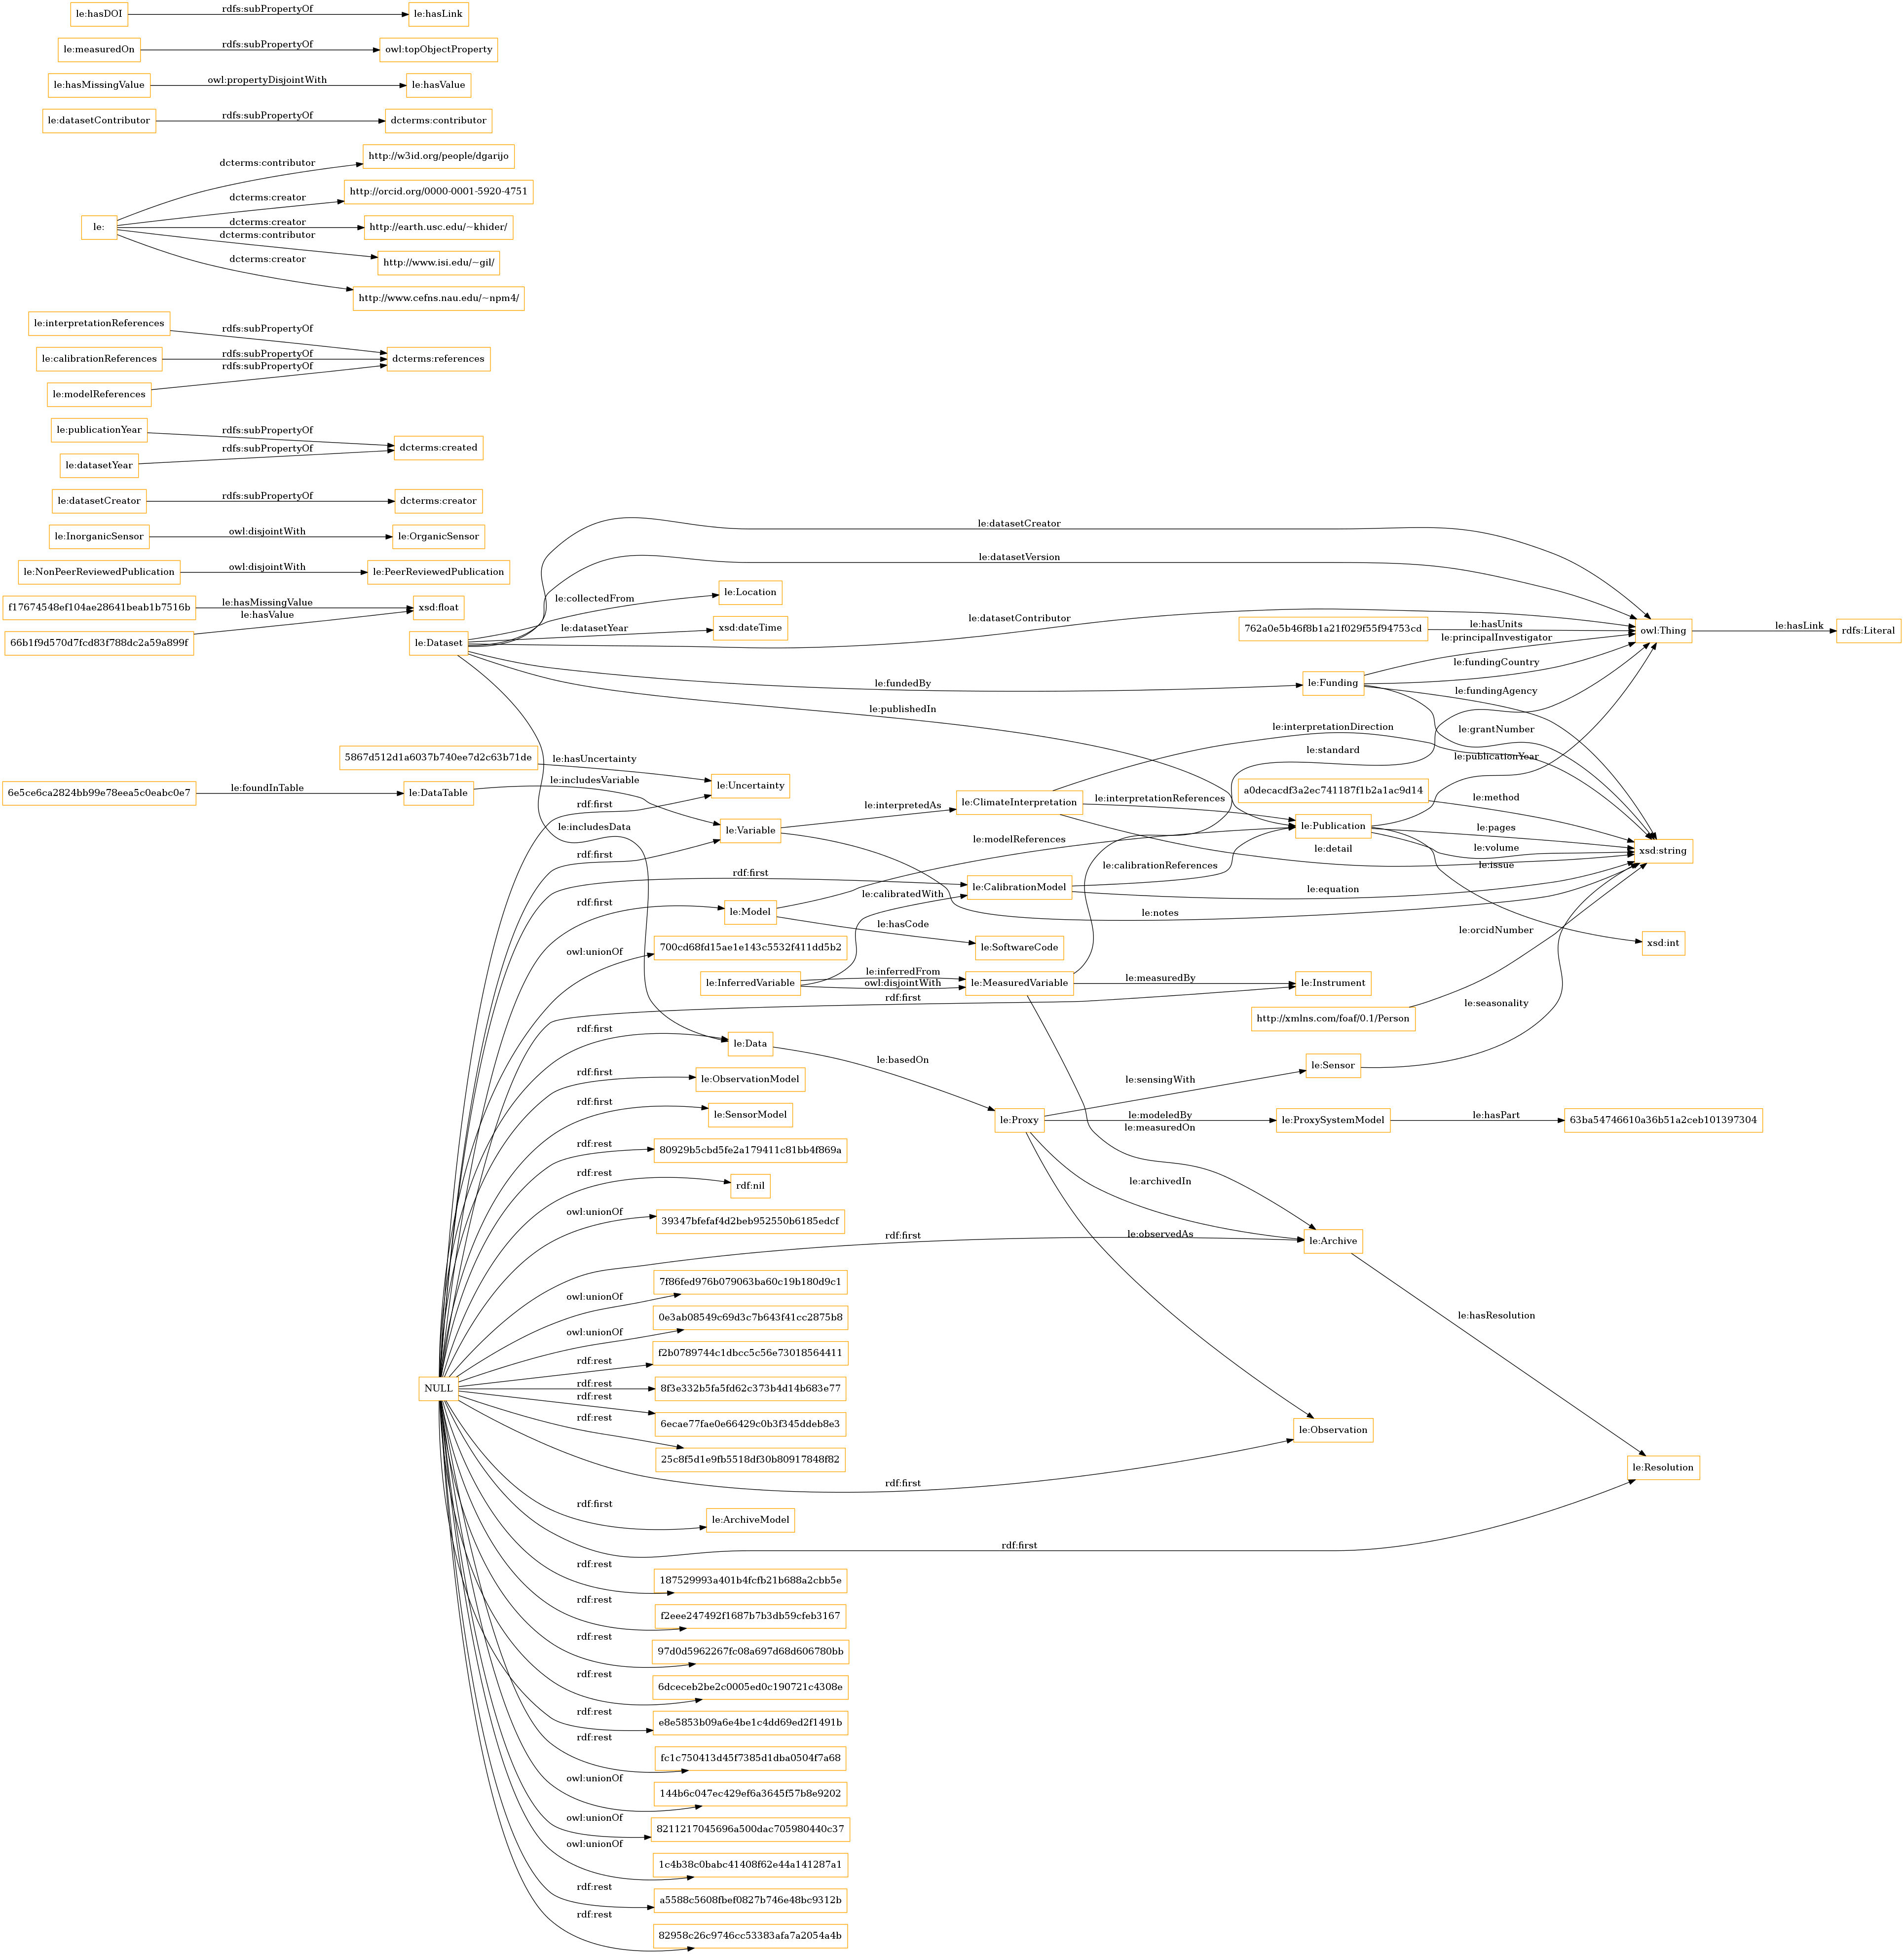 le:hasDOI
rdfs:subPropertyOf
le:hasLink
le:measuredOn
rdfs:subPropertyOf
owl:topObjectProperty
le:hasMissingValue
owl:propertyDisjointWith
le:hasValue
le:datasetContributor
rdfs:subPropertyOf
dcterms:contributor
le:
dcterms:contributor
http://w3id.org/people/dgarijo
dcterms:creator
http://orcid.org/0000-0001-5920-4751
dcterms:creator
http://earth.usc.edu/~khider/
dcterms:contributor
http://www.isi.edu/~gil/
dcterms:creator
http://www.cefns.nau.edu/~npm4/
le:interpretationReferences
rdfs:subPropertyOf
le:calibrationReferences
rdfs:subPropertyOf
dcterms:references
le:modelReferences
rdfs:subPropertyOf
le:publicationYear
rdfs:subPropertyOf
dcterms:created
le:datasetYear
rdfs:subPropertyOf
le:datasetCreator
rdfs:subPropertyOf
dcterms:creator
le:InorganicSensor
owl:disjointWith
le:OrganicSensor
le:NonPeerReviewedPublication
owl:disjointWith
le:PeerReviewedPublication
f17674548ef104ae28641beab1b7516b
le:hasMissingValue
xsd:float
66b1f9d570d7fcd83f788dc2a59a899f
le:hasValue
le:Dataset
le:datasetCreator
le:datasetVersion
le:collectedFrom
le:Location
le:datasetYear
xsd:dateTime
le:datasetContributor
le:fundedBy
le:publishedIn
le:includesData
762a0e5b46f8b1a21f029f55f94753cd
le:hasUnits
owl:Thing
le:hasLink
rdfs:Literal
le:Funding
le:principalInvestigator
le:fundingCountry
le:fundingAgency
le:grantNumber
le:interpretationDirection
le:standard
le:publicationYear
5867d512d1a6037b740ee7d2c63b71de
le:hasUncertainty
le:Uncertainty
6e5ce6ca2824bb99e78eea5c0eabc0e7
le:foundInTable
le:DataTable
le:includesVariable
rdf:first
le:Variable
le:interpretedAs
le:ClimateInterpretation
le:interpretationReferences
a0decacdf3a2ec741187f1b2a1ac9d14
le:method
le:Publication
le:pages
le:volume
le:issue
xsd:string
xsd:int
le:detail
le:modelReferences
rdf:first
rdf:first
le:CalibrationModel
le:calibrationReferences
le:equation
le:calibratedWith
rdf:first
le:Model
le:hasCode
le:SoftwareCode
le:notes
owl:unionOf
700cd68fd15ae1e143c5532f411dd5b2
le:InferredVariable
le:inferredFrom
owl:disjointWith
le:MeasuredVariable
le:measuredBy
le:Instrument
rdf:first
le:orcidNumber
http://xmlns.com/foaf/0.1/Person
le:seasonality
rdf:first
le:Data
le:basedOn
le:Sensor
rdf:first
le:ObservationModel
le:sensingWith
rdf:first
le:SensorModel
le:Proxy
le:modeledBy
le:ProxySystemModel
le:hasPart
63ba54746610a36b51a2ceb101397304
le:measuredOn
rdf:rest
80929b5cbd5fe2a179411c81bb4f869a
rdf:rest
rdf:nil
le:archivedIn
owl:unionOf
39347bfefaf4d2beb952550b6185edcf
rdf:first
le:observedAs
le:Archive
owl:unionOf
7f86fed976b079063ba60c19b180d9c1
owl:unionOf
0e3ab08549c69d3c7b643f41cc2875b8
le:hasResolution
rdf:rest
f2b0789744c1dbcc5c56e73018564411
NULL
rdf:rest
8f3e332b5fa5fd62c373b4d14b683e77
rdf:rest
6ecae77fae0e66429c0b3f345ddeb8e3
rdf:rest
25c8f5d1e9fb5518df30b80917848f82
le:Observation
rdf:first
le:Resolution
rdf:first
le:ArchiveModel
rdf:first
rdf:rest
187529993a401b4fcfb21b688a2cbb5e
rdf:rest
f2eee247492f1687b7b3db59cfeb3167
rdf:rest
97d0d5962267fc08a697d68d606780bb
rdf:rest
6dceceb2be2c0005ed0c190721c4308e
rdf:rest
e8e5853b09a6e4be1c4dd69ed2f1491b
rdf:rest
fc1c750413d45f7385d1dba0504f7a68
owl:unionOf
144b6c047ec429ef6a3645f57b8e9202
owl:unionOf
8211217045696a500dac705980440c37
owl:unionOf
1c4b38c0babc41408f62e44a141287a1
rdf:rest
a5588c5608fbef0827b746e48bc9312b
rdf:rest
82958c26c9746cc53383afa7a2054a4b